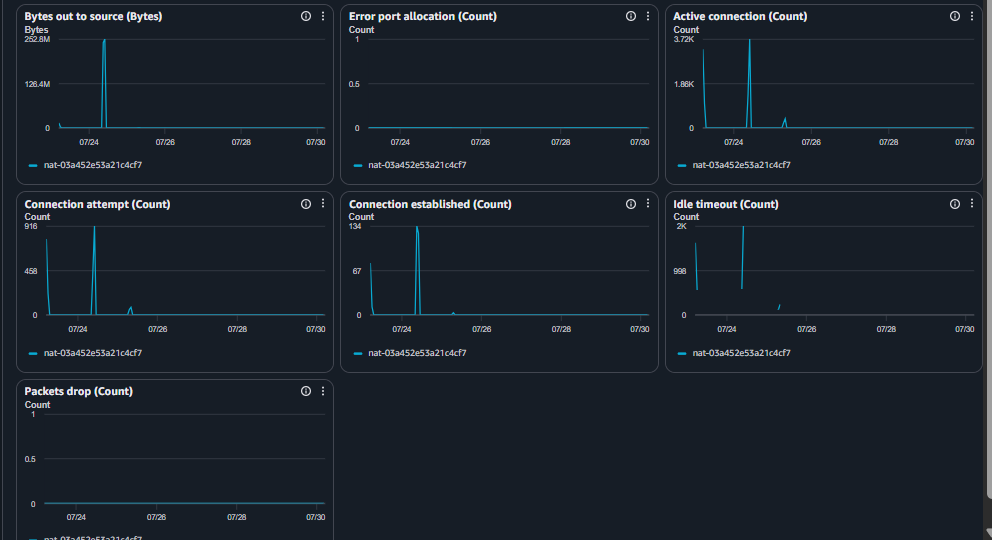 Bytes out to source (Bytes)
Bytes
252.8M
126.4M
0
07/24 07/26 07/28 07/30
nat-03a452e53a21c4cf7
Error port allocation (Count)
Count
1
0.5
0
07/24 07/26 07/28 07/30
nat-03a452e53a21c4cf7
Active connection (Count)
Count
3.72K
1.86K
0
07/24 07/26 07/28 07/30
nat-03a452e53a21c4cf7
Connection attempt (Count)
Count
916
458
0
07/24 07/26 07/28 07/30
nat-03a452e53a21c4cf7
Connection established (Count)
Count
134
67
0
07/24 07/26 07/28 07/30
nat-03a452e53a21c4cf7
Idle timeout (Count)
Count
2K
998
0
07/24 07/26 07/28 07/30
nat-03a452e53a21c4cf7
Packets drop (Count)
Count
1
0.5
0
07/24 07/26 07/28 07/30
nat-03a452e53a21c4cf7